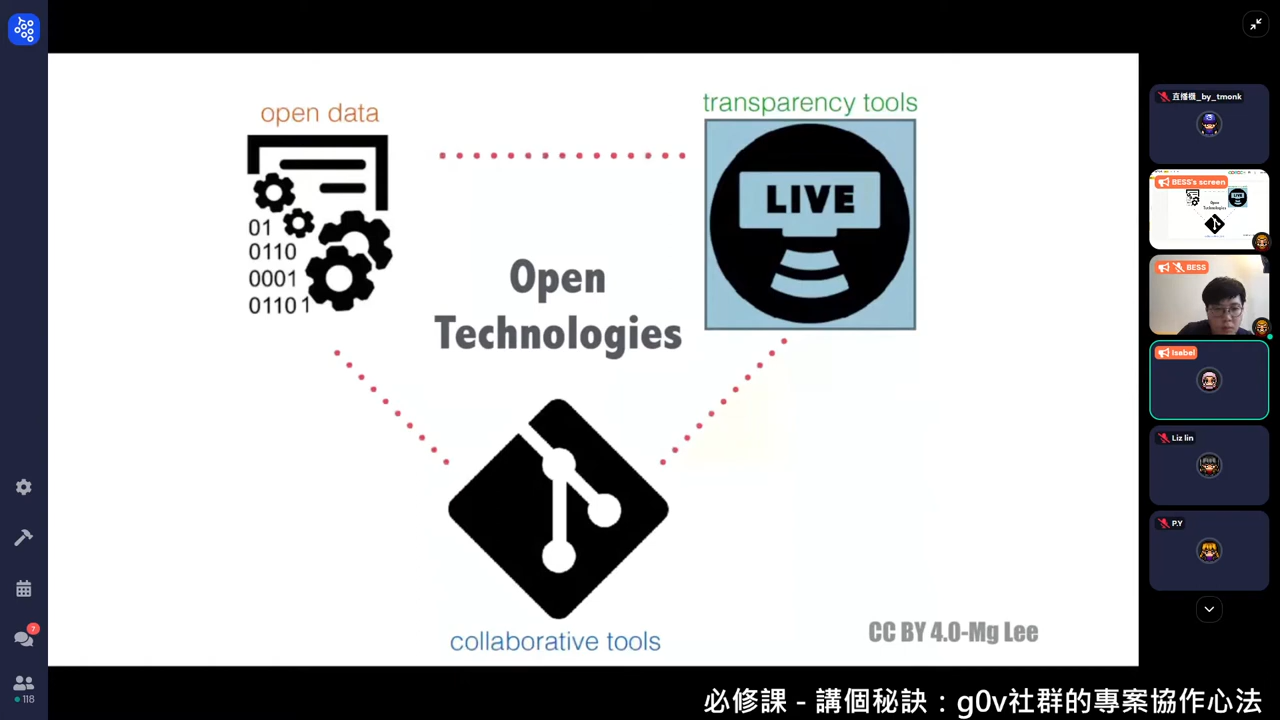 open data
transparency tools
LIVE
01
0110
0001
01101
Open
Technologies
collaborative tools
CC BY 4.0-Mg Lee
直播機_by_tmonk
BESS's screen
BESS
Isabel
Liz lin
P.Y
7
118
必修課 - 講個秘訣：g0v社群的專案協作心法